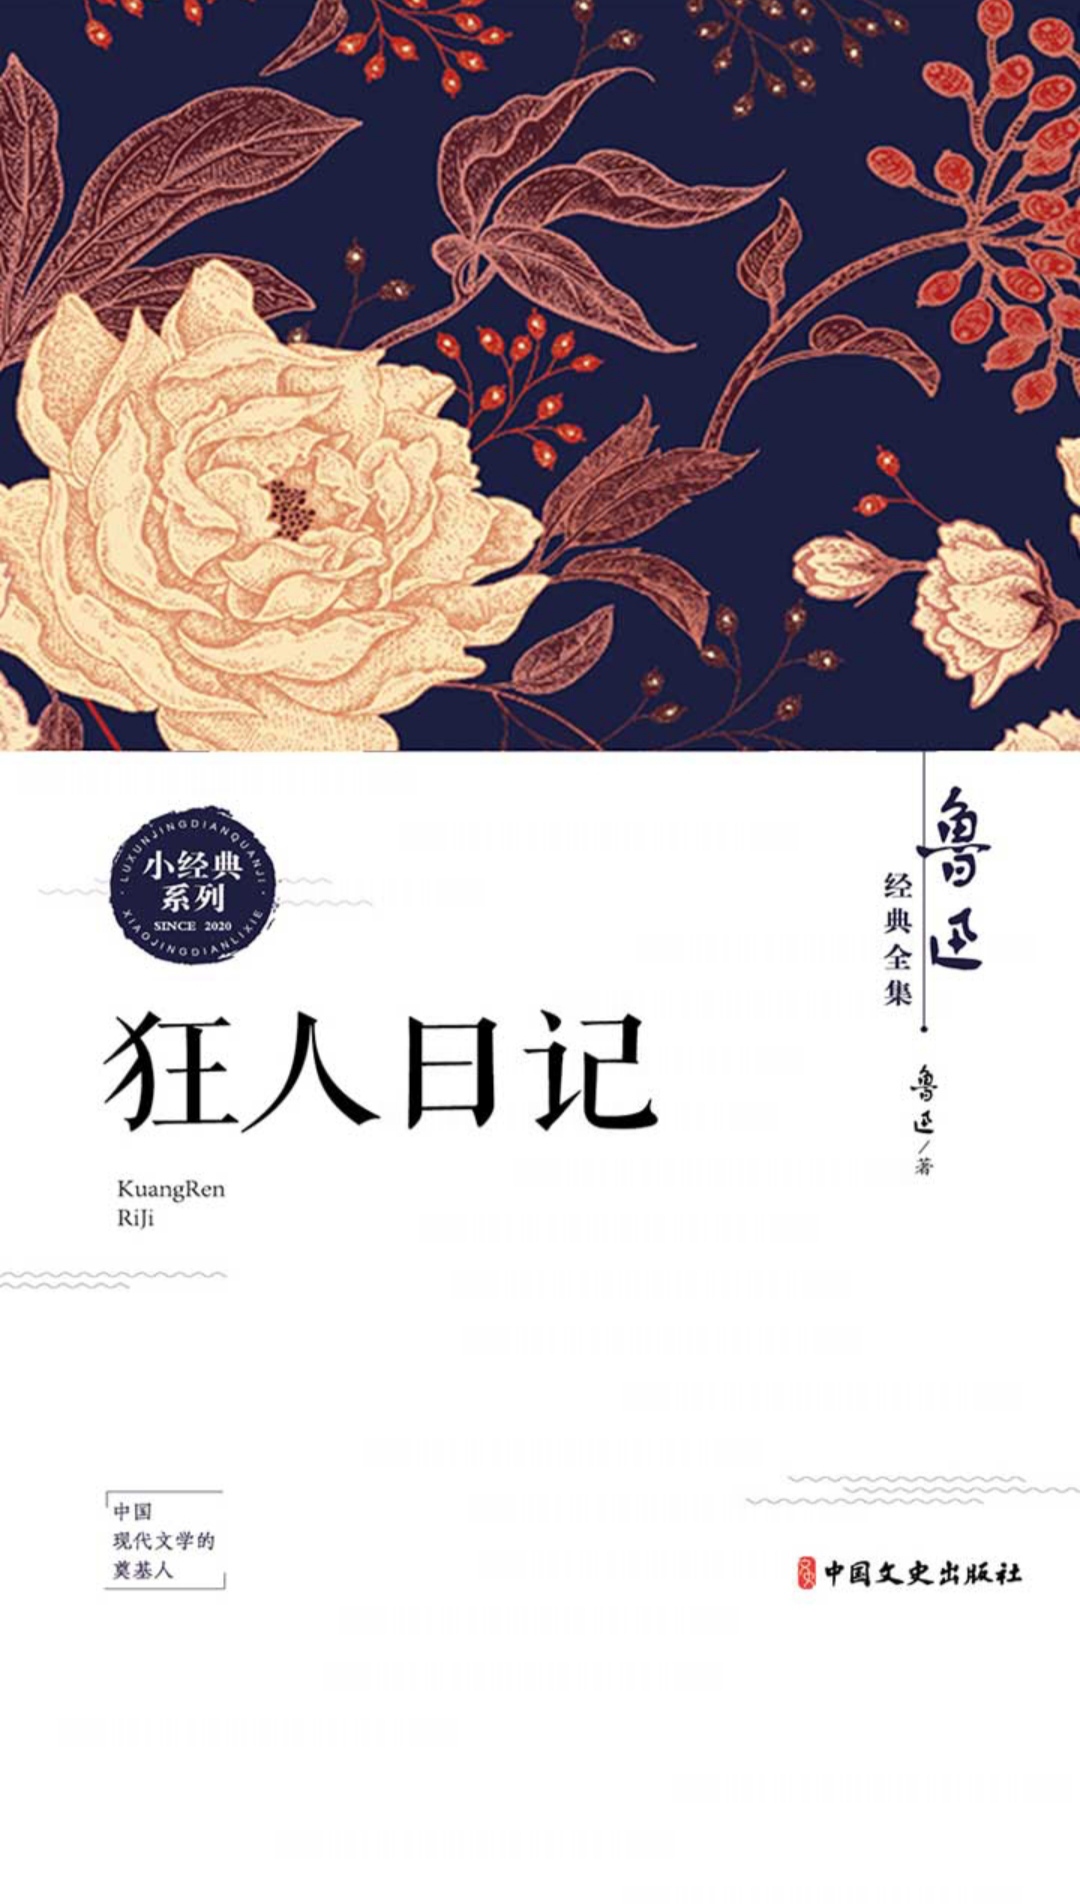 LUXUNJINGDIANQUANJI
小经典
系列
SINCE 2020
XIAOJINGDIANLIXIE
鲁迅
经典全集
鲁迅/著
狂人日记
KuangRen
RiJi
中国
现代文学的
奠基人
中国文史出版社